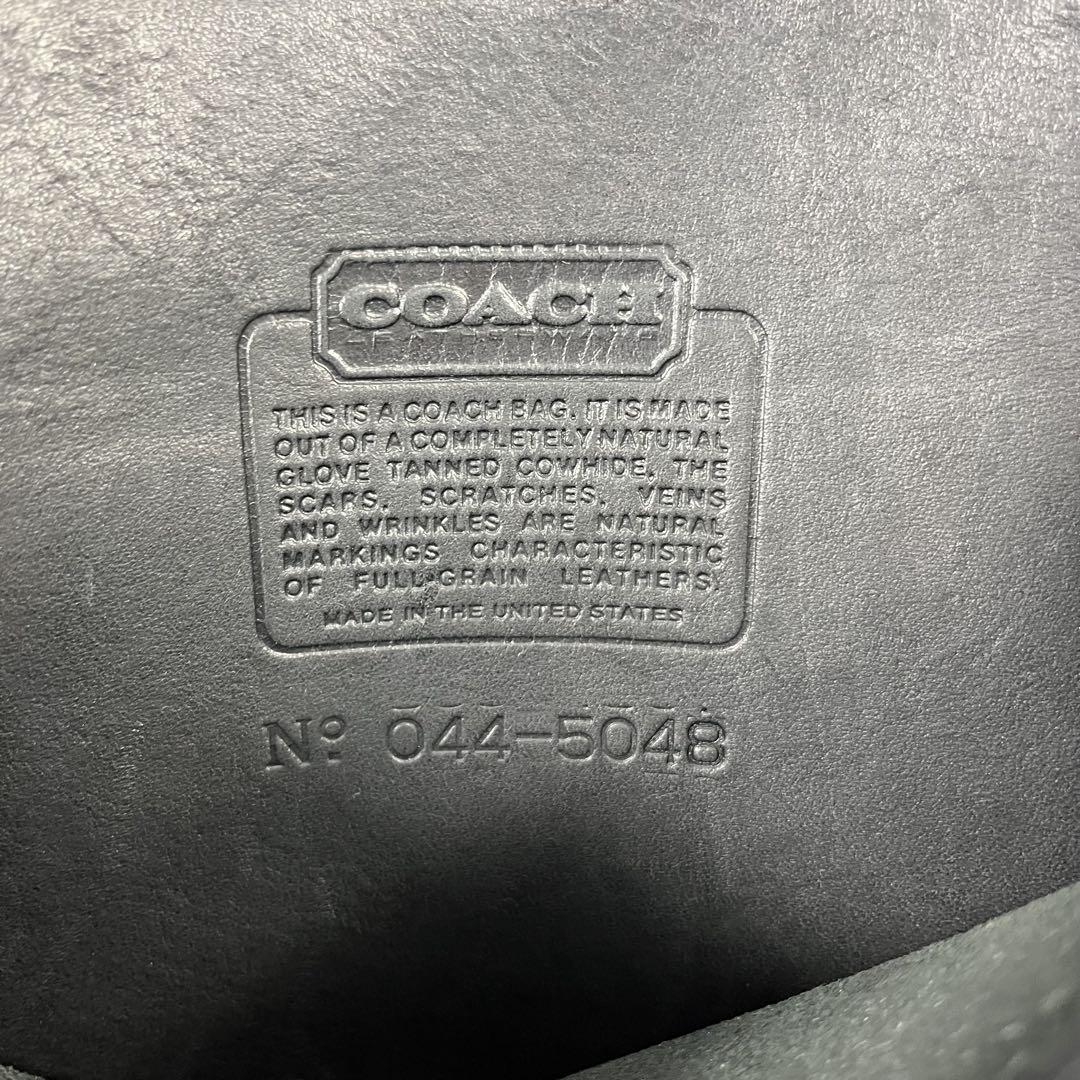 COACH
THIS IS A COACH BAG. IT IS MADE
OUT OF A COMPLETELY NATURAL
GLOVE TANNED COWHIDE. THE
SCARS, SCRATCHES, VEINS
AND WRINKLES ARE NATURAL
MARKINGS CHARACTERISTIC
OF FULL-GRAIN LEATHERS.
MADE IN THE UNITED STATES
Nº 044-5048